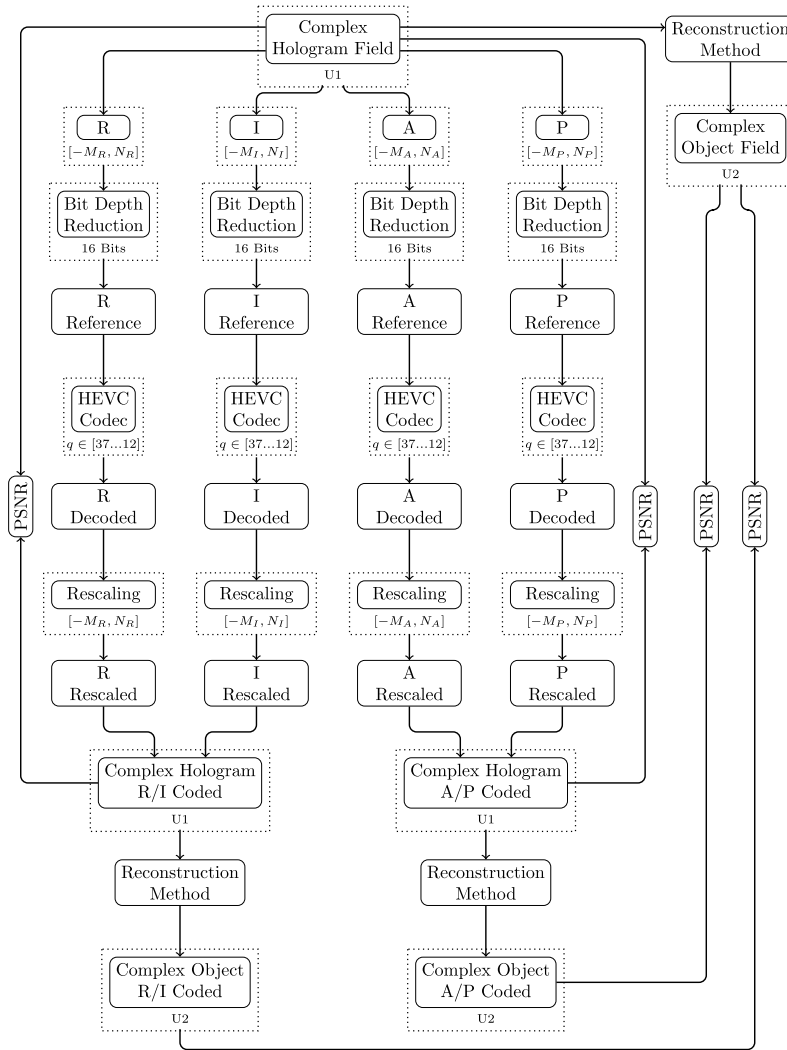 Complex
Hologram Field
U1
Reconstruction
Method
R
[−M_R, N_R]
I
[−M_I, N_I]
A
[−M_A, N_A]
P
[−M_P, N_P]
Complex
Object Field
U2
Bit Depth
Reduction
16 Bits
Bit Depth
Reduction
16 Bits
Bit Depth
Reduction
16 Bits
Bit Depth
Reduction
16 Bits
R
Reference
I
Reference
A
Reference
P
Reference
HEVC
Codec
q ∈ [37...12]
HEVC
Codec
q ∈ [37...12]
HEVC
Codec
q ∈ [37...12]
HEVC
Codec
q ∈ [37...12]
PSNR
R
Decoded
I
Decoded
A
Decoded
P
Decoded
PSNR
PSNR
PSNR
Rescaling
[−M_R, N_R]
Rescaling
[−M_I, N_I]
Rescaling
[−M_A, N_A]
Rescaling
[−M_P, N_P]
R
Rescaled
I
Rescaled
A
Rescaled
P
Rescaled
Complex Hologram
R/I Coded
U1
Complex Hologram
A/P Coded
U1
Reconstruction
Method
Reconstruction
Method
Complex Object
R/I Coded
U2
Complex Object
A/P Coded
U2